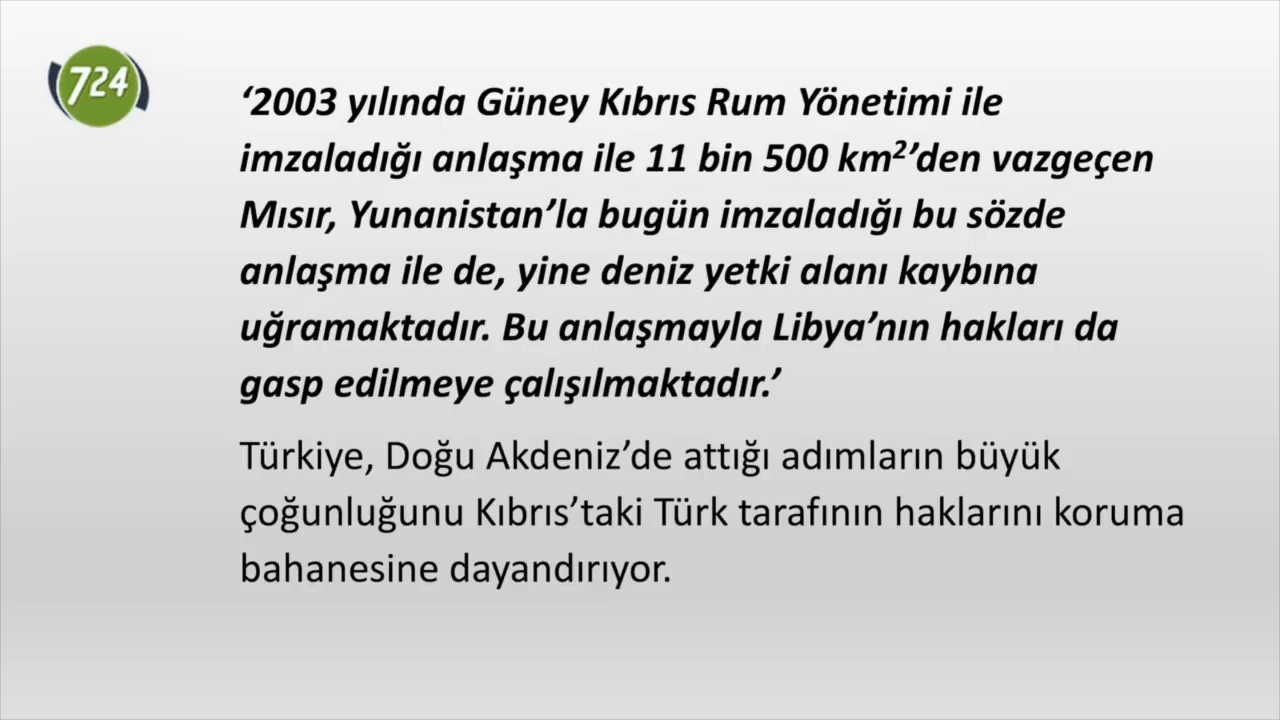 724
‘2003 yılında Güney Kıbrıs Rum Yönetimi ile
imzaladığı anlaşma ile 11 bin 500 km²’den vazgeçen
Mısır, Yunanistan’la bugün imzaladığı bu sözde
anlaşma ile de, yine deniz yetki alanı kaybına
uğramaktadır. Bu anlaşmayla Libya’nın hakları da
gasp edilmeye çalışılmaktadır.’
Türkiye, Doğu Akdeniz’de attığı adımların büyük
çoğunluğunu Kıbrıs’taki Türk tarafının haklarını koruma
bahanesine dayandırıyor.